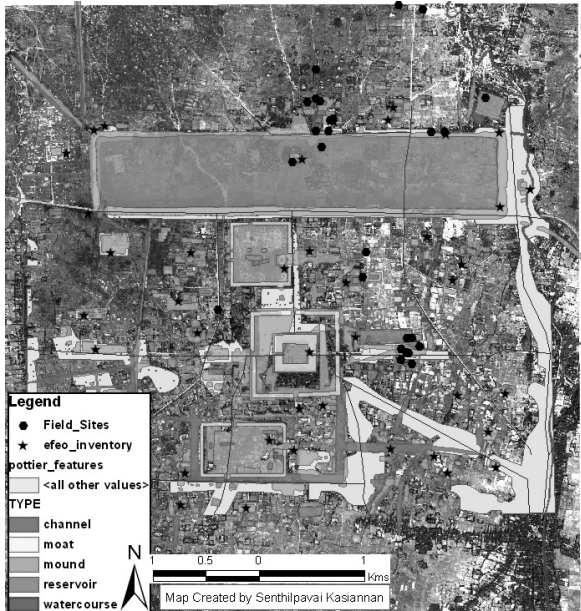 Legend
Field_Sites
efeo_inventory
pottier_features
<all other values>
TYPE
channel
moat
mound
reservoir
watercourse
N
1 0.5 0 1
Kms
Map Created by Senthilpavai Kasiannan